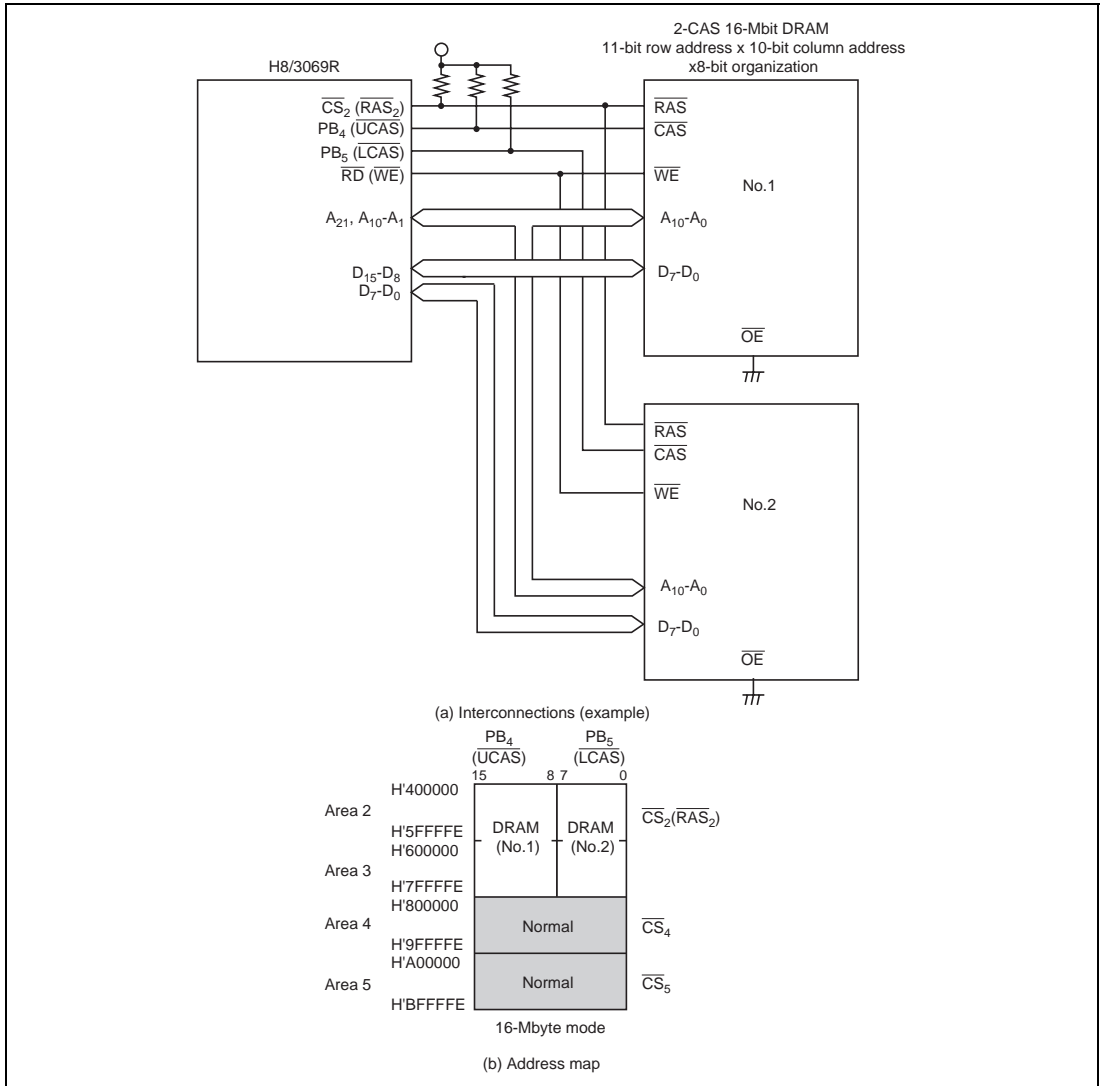 2-CAS 16-Mbit DRAM
11-bit row address x 10-bit column address
x8-bit organization
H8/3069R
CS₂ (RAS₂)
PB₄ (UCAS)
PB₅ (LCAS)
RD (WE)
A₂₁, A₁₀-A₁
D₁₅-D₈
D₇-D₀
RAS
CAS
WE
No.1
A₁₀-A₀
D₇-D₀
OE
RAS
CAS
WE
No.2
A₁₀-A₀
D₇-D₀
OE
(a) Interconnections (example)
PB₄ PB₅
(UCAS) (LCAS)
15 8 7 0
Area 2
H'400000
H'5FFFFE
Area 3
H'600000
H'7FFFFE
DRAM (No.1)
DRAM (No.2)
CS₂(RAS₂)
Area 4
H'800000
H'9FFFFE
Normal
CS₄
Area 5
H'A00000
H'BFFFFE
Normal
CS₅
16-Mbyte mode
(b) Address map